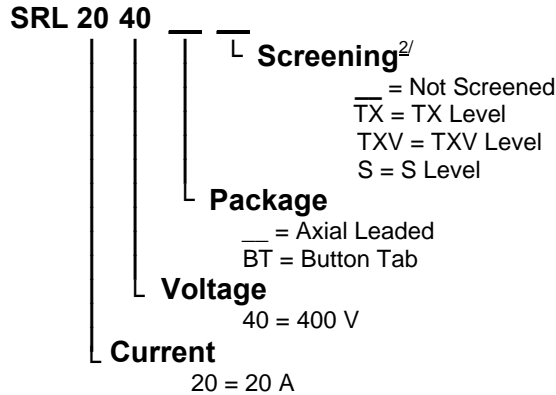 SRL 20 40 __ __
Screening2/
__ = Not Screened
TX = TX Level
TXV = TXV Level
S = S Level
Package
__ = Axial Leaded
BT = Button Tab
Voltage
40 = 400 V
Current
20 = 20 A